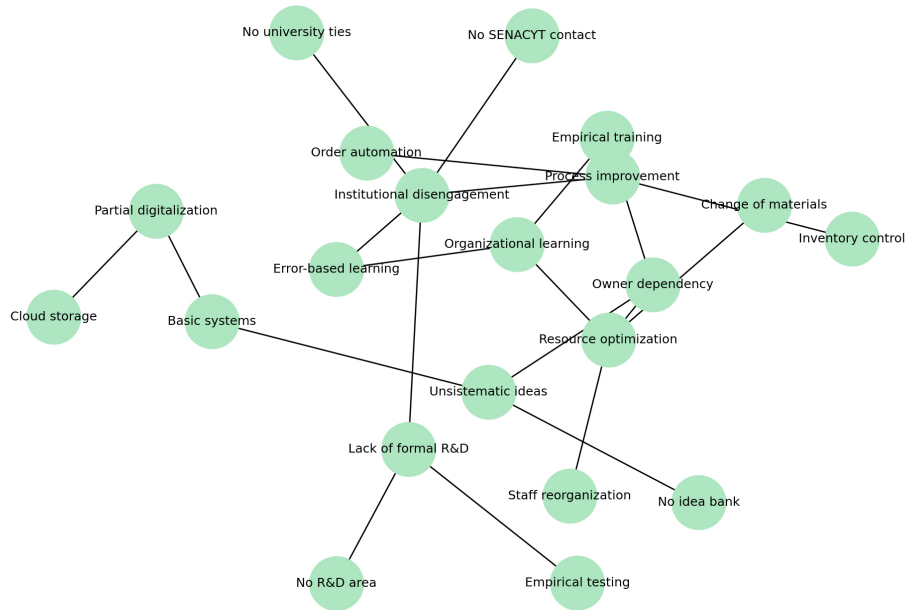 No university ties
No SENACYT contact
Empirical training
Order automation
Process improvement
Institutional disengagement
Change of materials
Partial digitalization
Inventory control
Organizational learning
Error-based learning
Owner dependency
Cloud storage
Basic systems
Resource optimization
Unsistematic ideas
Lack of formal R&D
Staff reorganization
No idea bank
No R&D area
Empirical testing